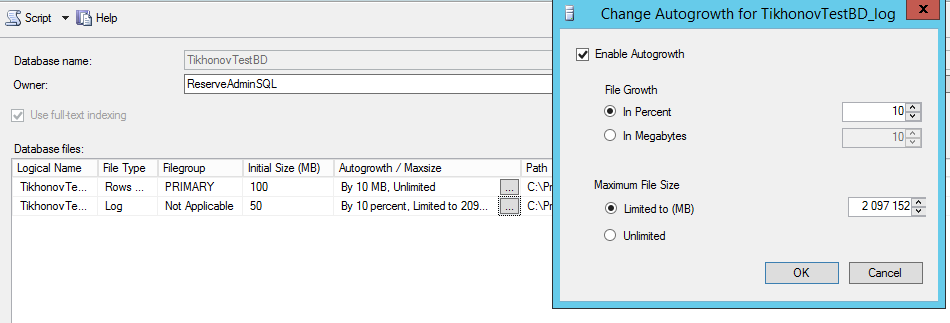 Script
Help
Database name:
TikhonovTestBD
Owner:
ReserveAdminSQL
Use full-text indexing
Database files:
Logical Name File Type Filegroup Initial Size (MB) Autogrowth / Maxsize Path
TikhonovTe... Rows ... PRIMARY 100 By 10 MB, Unlimited ... C:\Pr
TikhonovTe... Log Not Applicable 50 By 10 percent, Limited to 209... ... C:\Pr
Change Autogrowth for TikhonovTestBD_log
x
Enable Autogrowth
File Growth
In Percent 10
In Megabytes 10
Maximum File Size
Limited to (MB) 2 097 152
Unlimited
OK Cancel